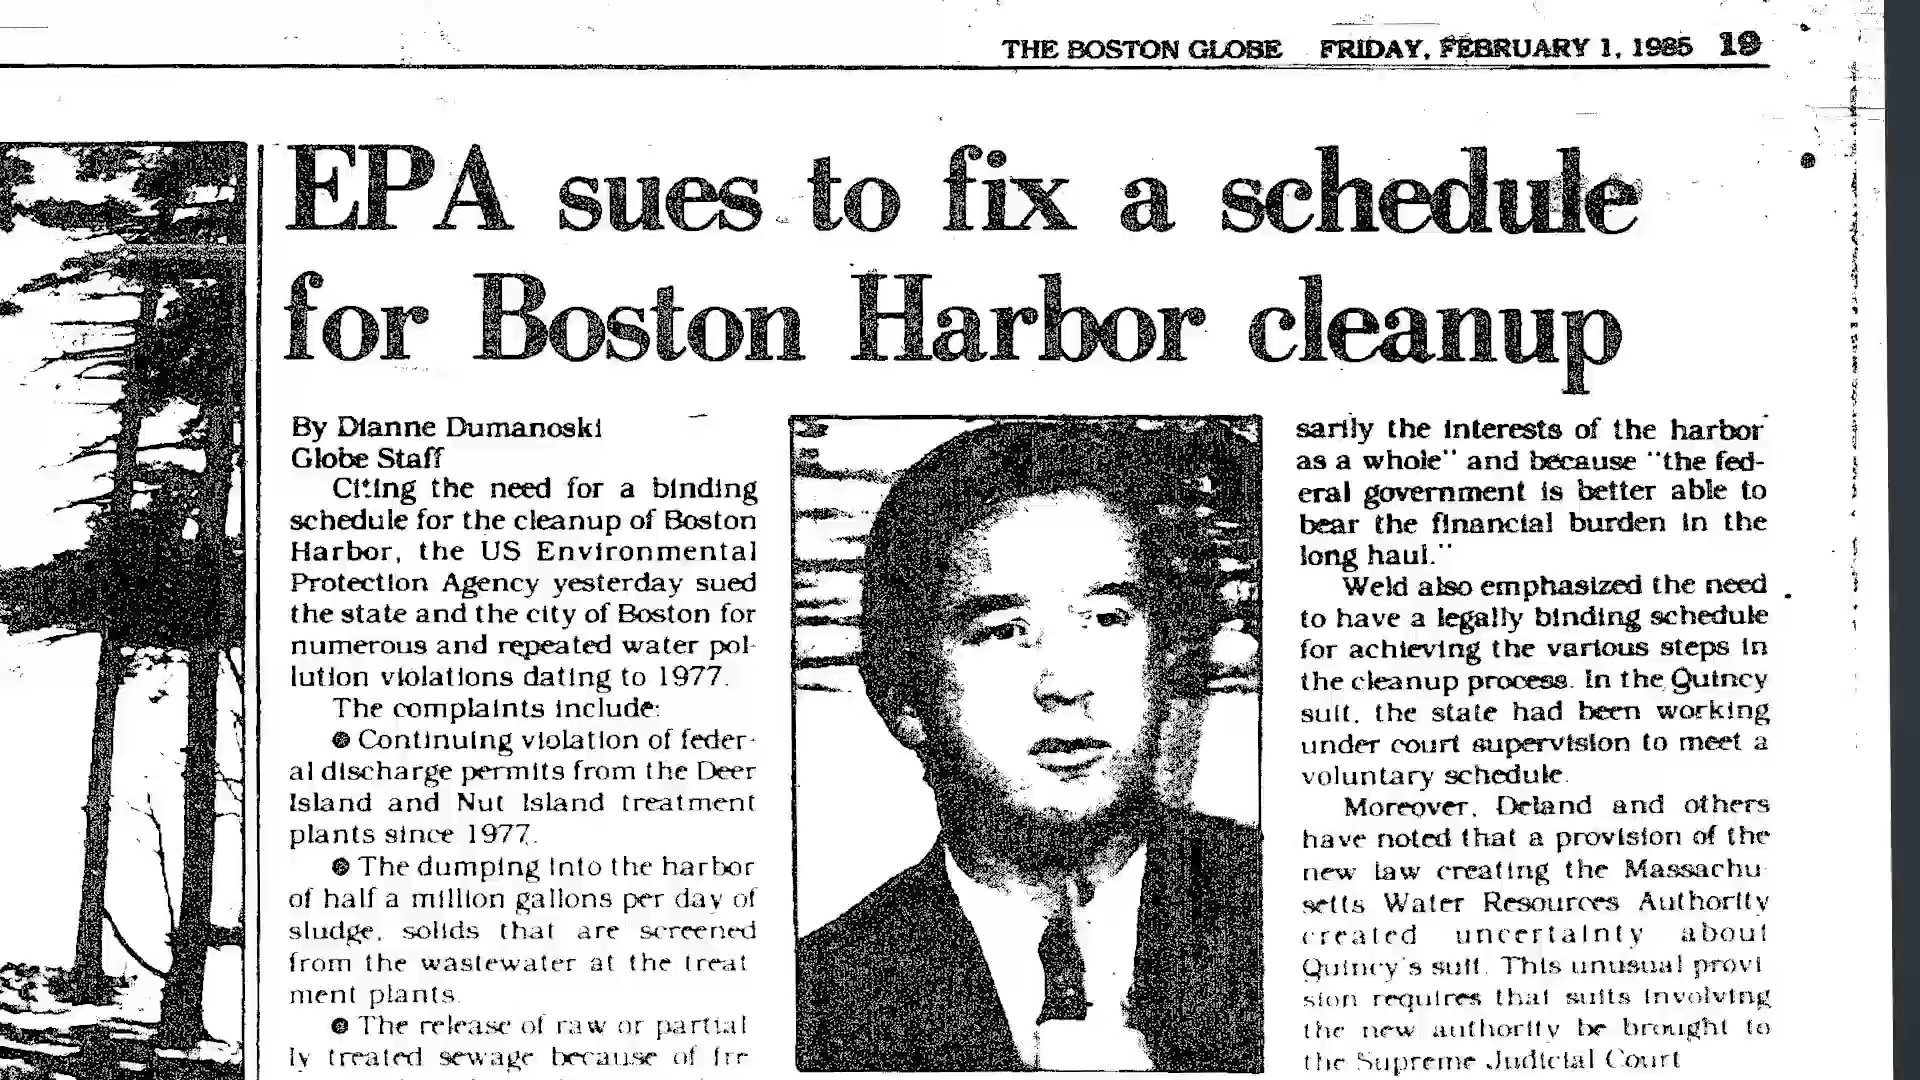 THE BOSTON GLOBE FRIDAY, FEBRUARY 1, 1985 19
EPA sues to fix a schedule
for Boston Harbor cleanup
By Dianne Dumanoski
Globe Staff
Citing the need for a binding
schedule for the cleanup of Boston
Harbor, the US Environmental
Protection Agency yesterday sued
the state and the city of Boston for
numerous and repeated water pol-
lution violations dating to 1977.
The complaints include:
● Continuing violation of feder-
al discharge permits from the Deer
Island and Nut Island treatment
plants since 1977.
● The dumping into the harbor
of half a million gallons per day of
sludge, solids that are screened
from the wastewater at the treat
ment plants.
● The release of raw or partial
ly treated sewage because of fre
sarily the interests of the harbor
as a whole" and because "the fed-
eral government is better able to
bear the financial burden in the
long haul."
Weld also emphasized the need
to have a legally binding schedule
for achieving the various steps in
the cleanup process. In the Quincy
suit, the state had been working
under court supervision to meet a
voluntary schedule.
Moreover, Deland and others
have noted that a provision of the
new law creating the Massachu
setts Water Resources Authority
created uncertainty about
Quincy's suit. This unusual provi
sion requires that suits involving
the new authority be brought to
the Supreme Judicial Court